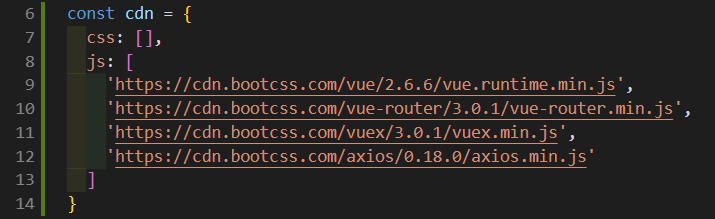 6 const cdn = {
7 css: [],
8 js: [
9 'https://cdn.bootcss.com/vue/2.6.6/vue.runtime.min.js',
10 'https://cdn.bootcss.com/vue-router/3.0.1/vue-router.min.js',
11 'https://cdn.bootcss.com/vuex/3.0.1/vuex.min.js',
12 'https://cdn.bootcss.com/axios/0.18.0/axios.min.js'
13 ]
14 }